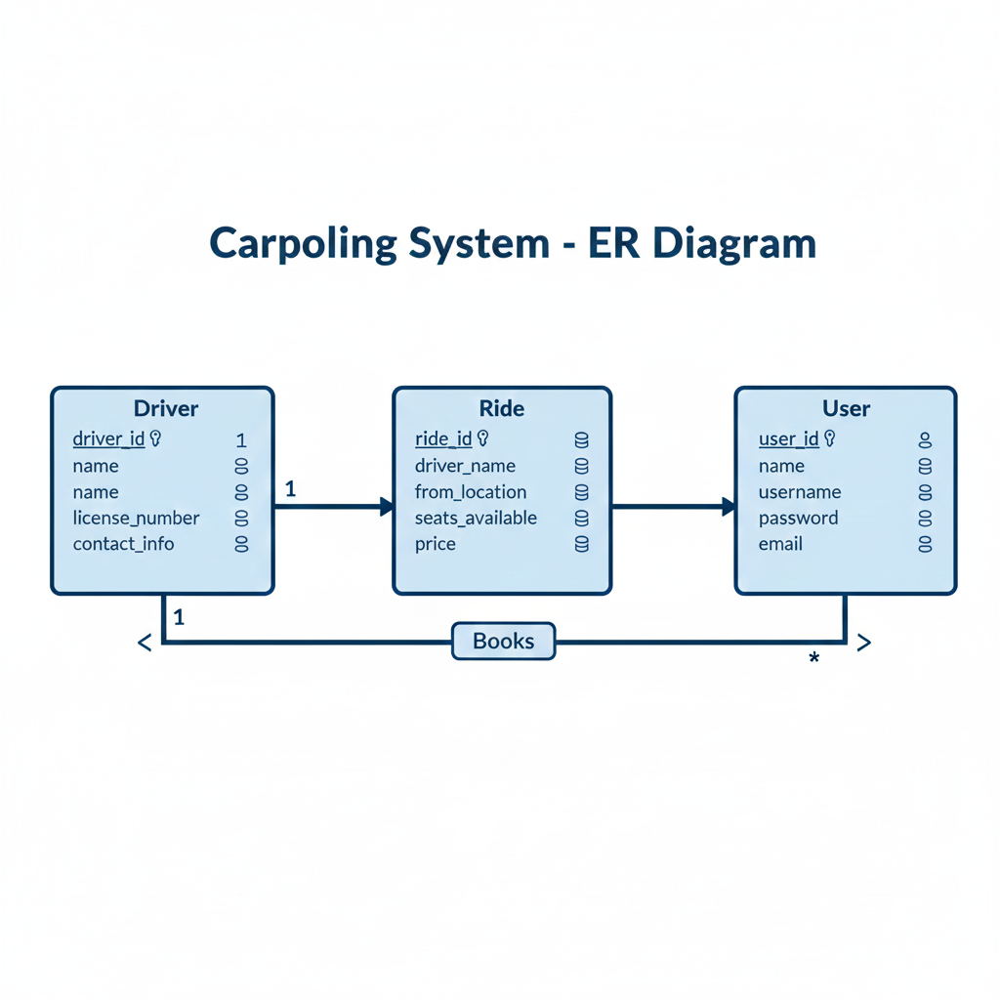 Carpoling System - ER Diagram
Driver
driver_id 1
name
name
license_number
contact_info
1
Ride
ride_id
driver_name
from_location
seats_available
price
User
user_id
name
username
password
email
1
< Books >
*